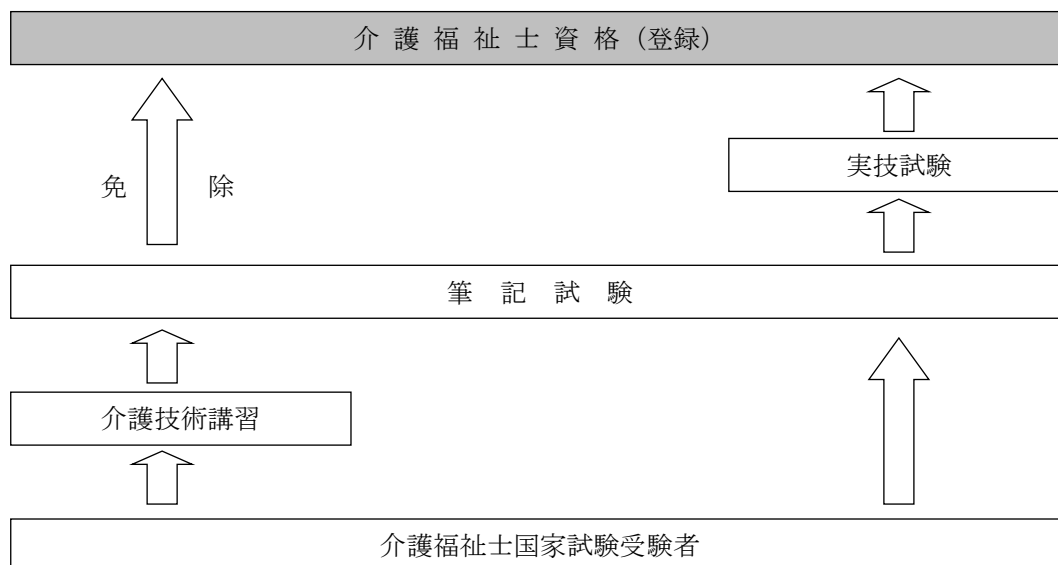 介護福祉士資格（登録）
実技試験
免 除
筆記試験
介護技術講習
介護福祉士国家試験受験者